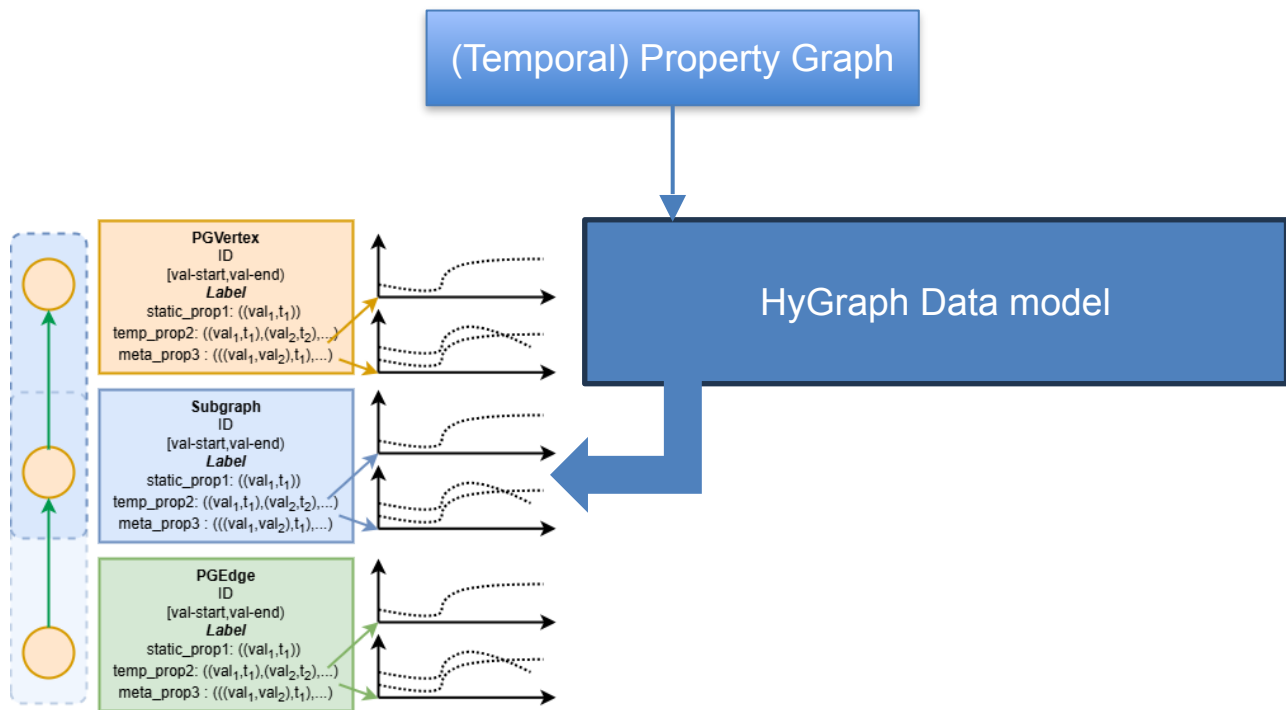 (Temporal) Property Graph
HyGraph Data model
PGVertex
ID
[val-start,val-end)
Label
static_prop1: ((val₁,t₁))
temp_prop2: ((val₁,t₁),(val₂,t₂),...)
meta_prop3 : (((val₁,val₂),t₁),...)
Subgraph
ID
[val-start,val-end)
Label
static_prop1: ((val₁,t₁))
temp_prop2: ((val₁,t₁),(val₂,t₂),...)
meta_prop3 : (((val₁,val₂),t₁),...)
PGEdge
ID
[val-start,val-end)
Label
static_prop1: ((val₁,t₁))
temp_prop2: ((val₁,t₁),(val₂,t₂),...)
meta_prop3 : (((val₁,val₂),t₁),...)